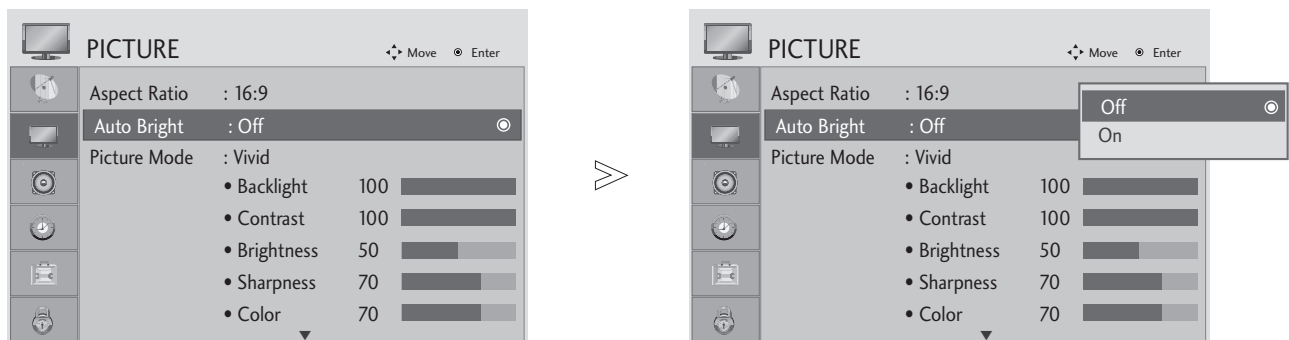 PICTURE Move Enter
Aspect Ratio : 16:9
Auto Bright : Off
Picture Mode : Vivid
• Backlight 100
• Contrast 100
• Brightness 50
• Sharpness 70
• Color 70
PICTURE Move Enter
Aspect Ratio : 16:9
Auto Bright : Off
Picture Mode : Vivid
• Backlight 100
• Contrast 100
• Brightness 50
• Sharpness 70
• Color 70
Off
On